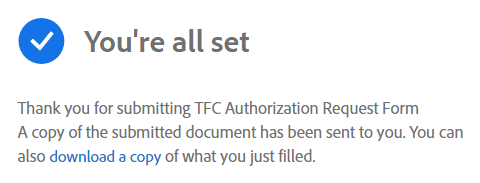 You're all set
Thank you for submitting TFC Authorization Request Form
A copy of the submitted document has been sent to you. You can
also download a copy of what you just filled.